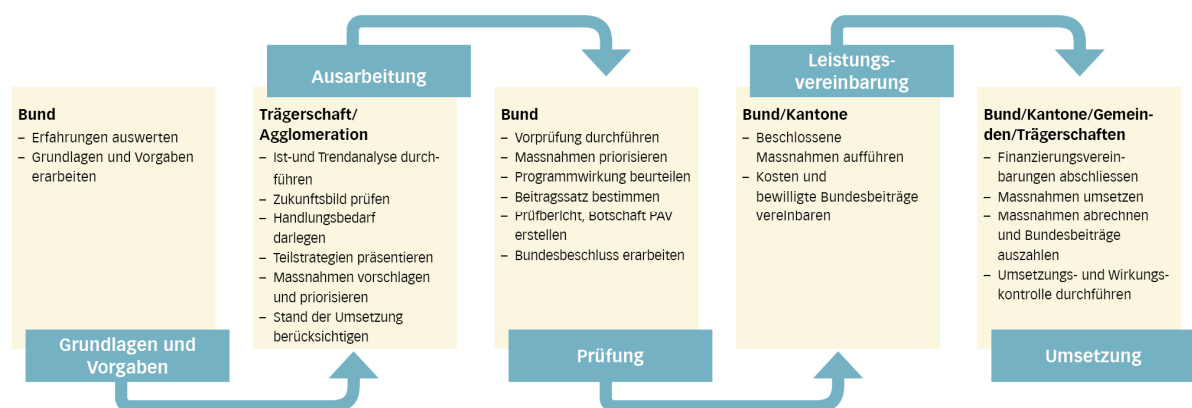 Bund
– Erfahrungen auswerten
– Grundlagen und Vorgaben
erarbeiten
Grundlagen und
Vorgaben
Ausarbeitung
Trägerschaft/
Agglomeration
– Ist-und Trendanalyse durch-
führen
– Zukunftsbild prüfen
– Handlungsbedarf
darlegen
– Teilstrategien präsentieren
– Massnahmen vorschlagen
und priorisieren
– Stand der Umsetzung
berücksichtigen
Bund
– Vorprüfung durchführen
– Massnahmen priorisieren
– Programmwirkung beurteilen
– Beitragssatz bestimmen
– Prüfbericht, Botschaft PAV
erstellen
– Bundesbeschluss erarbeiten
Prüfung
Leistungs-
vereinbarung
Bund/Kantone
– Beschlossene
Massnahmen aufführen
– Kosten und
bewilligte Bundesbeiträge
vereinbaren
Bund/Kantone/Gemein-
den/Trägerschaften
– Finanzierungsverein-
barungen abschliessen
– Massnahmen umsetzen
– Massnahmen abrechnen
und Bundesbeiträge
auszahlen
– Umsetzungs- und Wirkungs-
kontrolle durchführen
Umsetzung